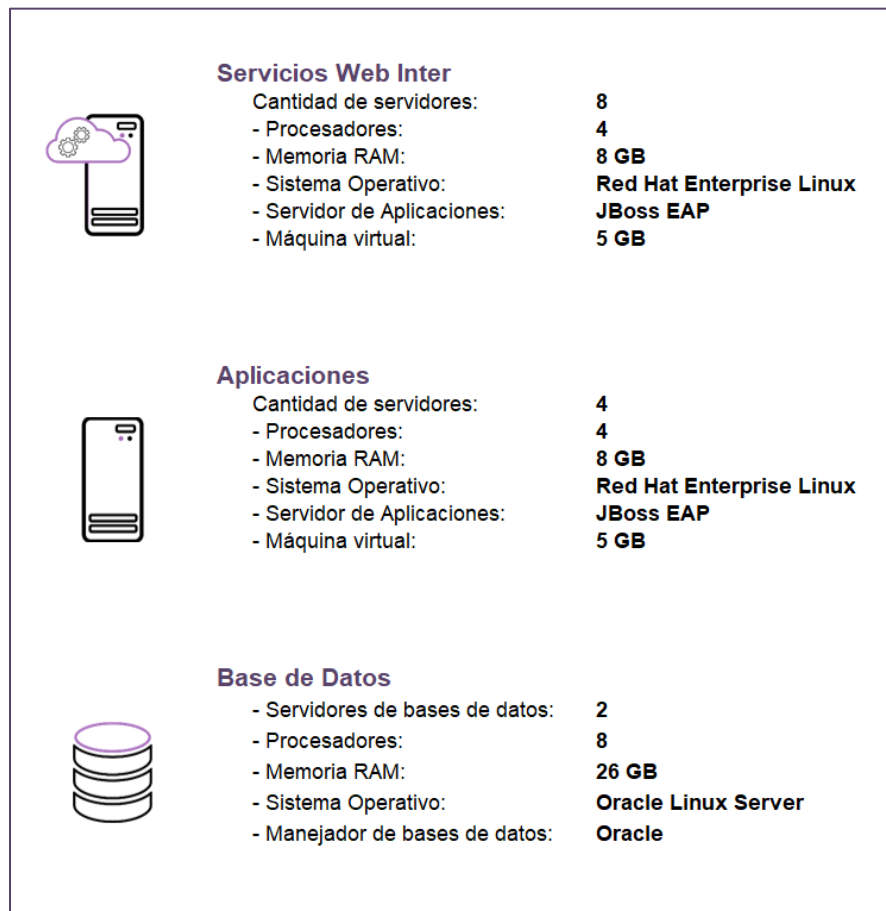 Servicios Web Inter
Cantidad de servidores: 8
- Procesadores: 4
- Memoria RAM: 8 GB
- Sistema Operativo: Red Hat Enterprise Linux
- Servidor de Aplicaciones: JBoss EAP
- Máquina virtual: 5 GB
Aplicaciones
Cantidad de servidores: 4
- Procesadores: 4
- Memoria RAM: 8 GB
- Sistema Operativo: Red Hat Enterprise Linux
- Servidor de Aplicaciones: JBoss EAP
- Máquina virtual: 5 GB
Base de Datos
- Servidores de bases de datos: 2
- Procesadores: 8
- Memoria RAM: 26 GB
- Sistema Operativo: Oracle Linux Server
- Manejador de bases de datos: Oracle